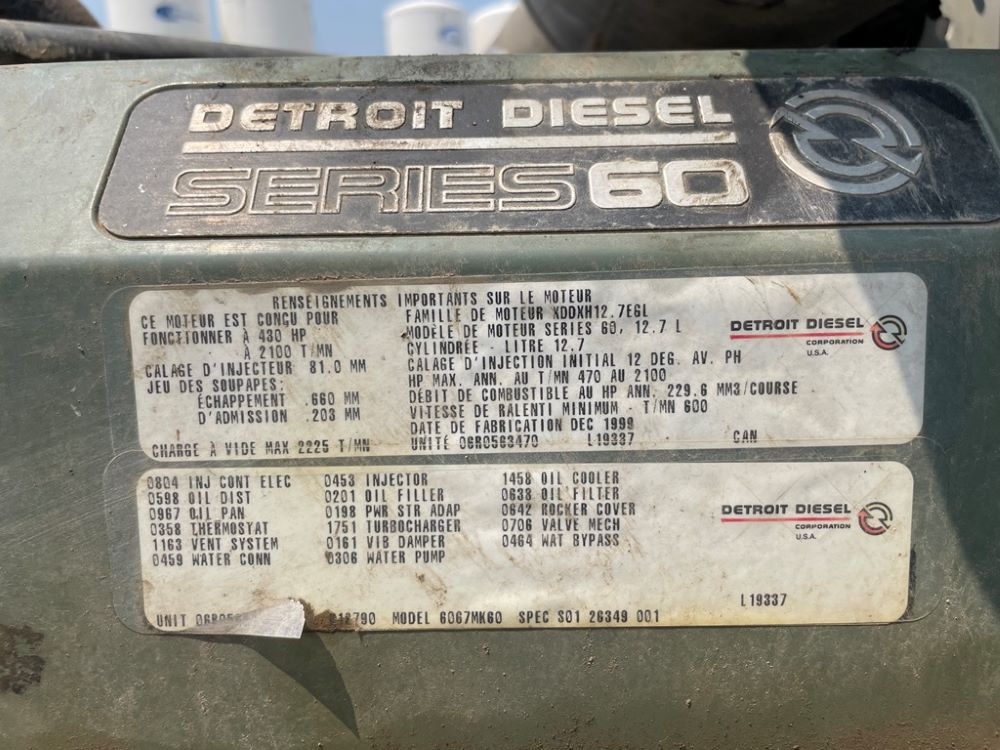 DETROIT DIESEL
SERIES 60
RENSEIGNEMENTS IMPORTANTS SUR LE MOTEUR
CE MOTEUR EST CONÇU POUR
FONCTIONNER À 430 HP
À 2100 T/MN
CALAGE D'INJECTEUR 81.0 MM
JEU DES SOUPAPES:
ÉCHAPPEMENT .660 MM
D'ADMISSION .203 MM
CHARGE À VIDE MAX 2225 T/MN
FAMILLE DE MOTEUR XDDXH12.7EGL
MODÈLE DE MOTEUR SERIES 60, 12.7 L
CYLINDRÉE - LITRE 12.7
CALAGE D'INJECTION INITIAL 12 DEG. AV. PH
HP MAX. ANN. AU T/MN 470 AU 2100
DÉBIT DE COMBUSTIBLE AU HP ANN. 229.6 MM3/COURSE
VITESSE DE RALENTI MINIMUM - T/MN 600
DATE DE FABRICATION DEC 1999
UNITÉ 06R0563470 L19337 CAN
DETROIT DIESEL
CORPORATION
U.S.A.
0804 INJ CONT ELEC 0453 INJECTOR 1458 OIL COOLER
0598 OIL DIST 0201 OIL FILLER 0638 OIL FILTER
0967 OIL PAN 0198 PWR STR ADAP 0642 ROCKER COVER
0358 THERMOSTAT 1751 TURBOCHARGER 0706 VALVE MECH
1163 VENT SYSTEM 0161 VIB DAMPER 0464 WAT BYPASS
0459 WATER CONN 0306 WATER PUMP
DETROIT DIESEL
CORPORATION
U.S.A.
L19337
UNIT MODEL 6067MK60 SPEC S01 26349 001